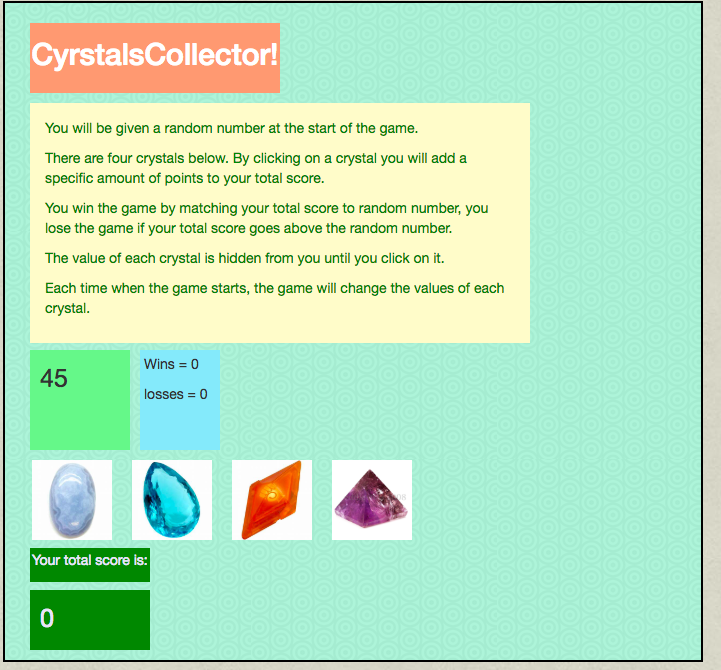 CyrstalsCollector!
You will be given a random number at the start of the game.
There are four crystals below. By clicking on a crystal you will add a
specific amount of points to your total score.
You win the game by matching your total score to random number, you
lose the game if your total score goes above the random number.
The value of each crystal is hidden from you until you click on it.
Each time when the game starts, the game will change the values of each
crystal.
45
Wins = 0
losses = 0
Your total score is:
0